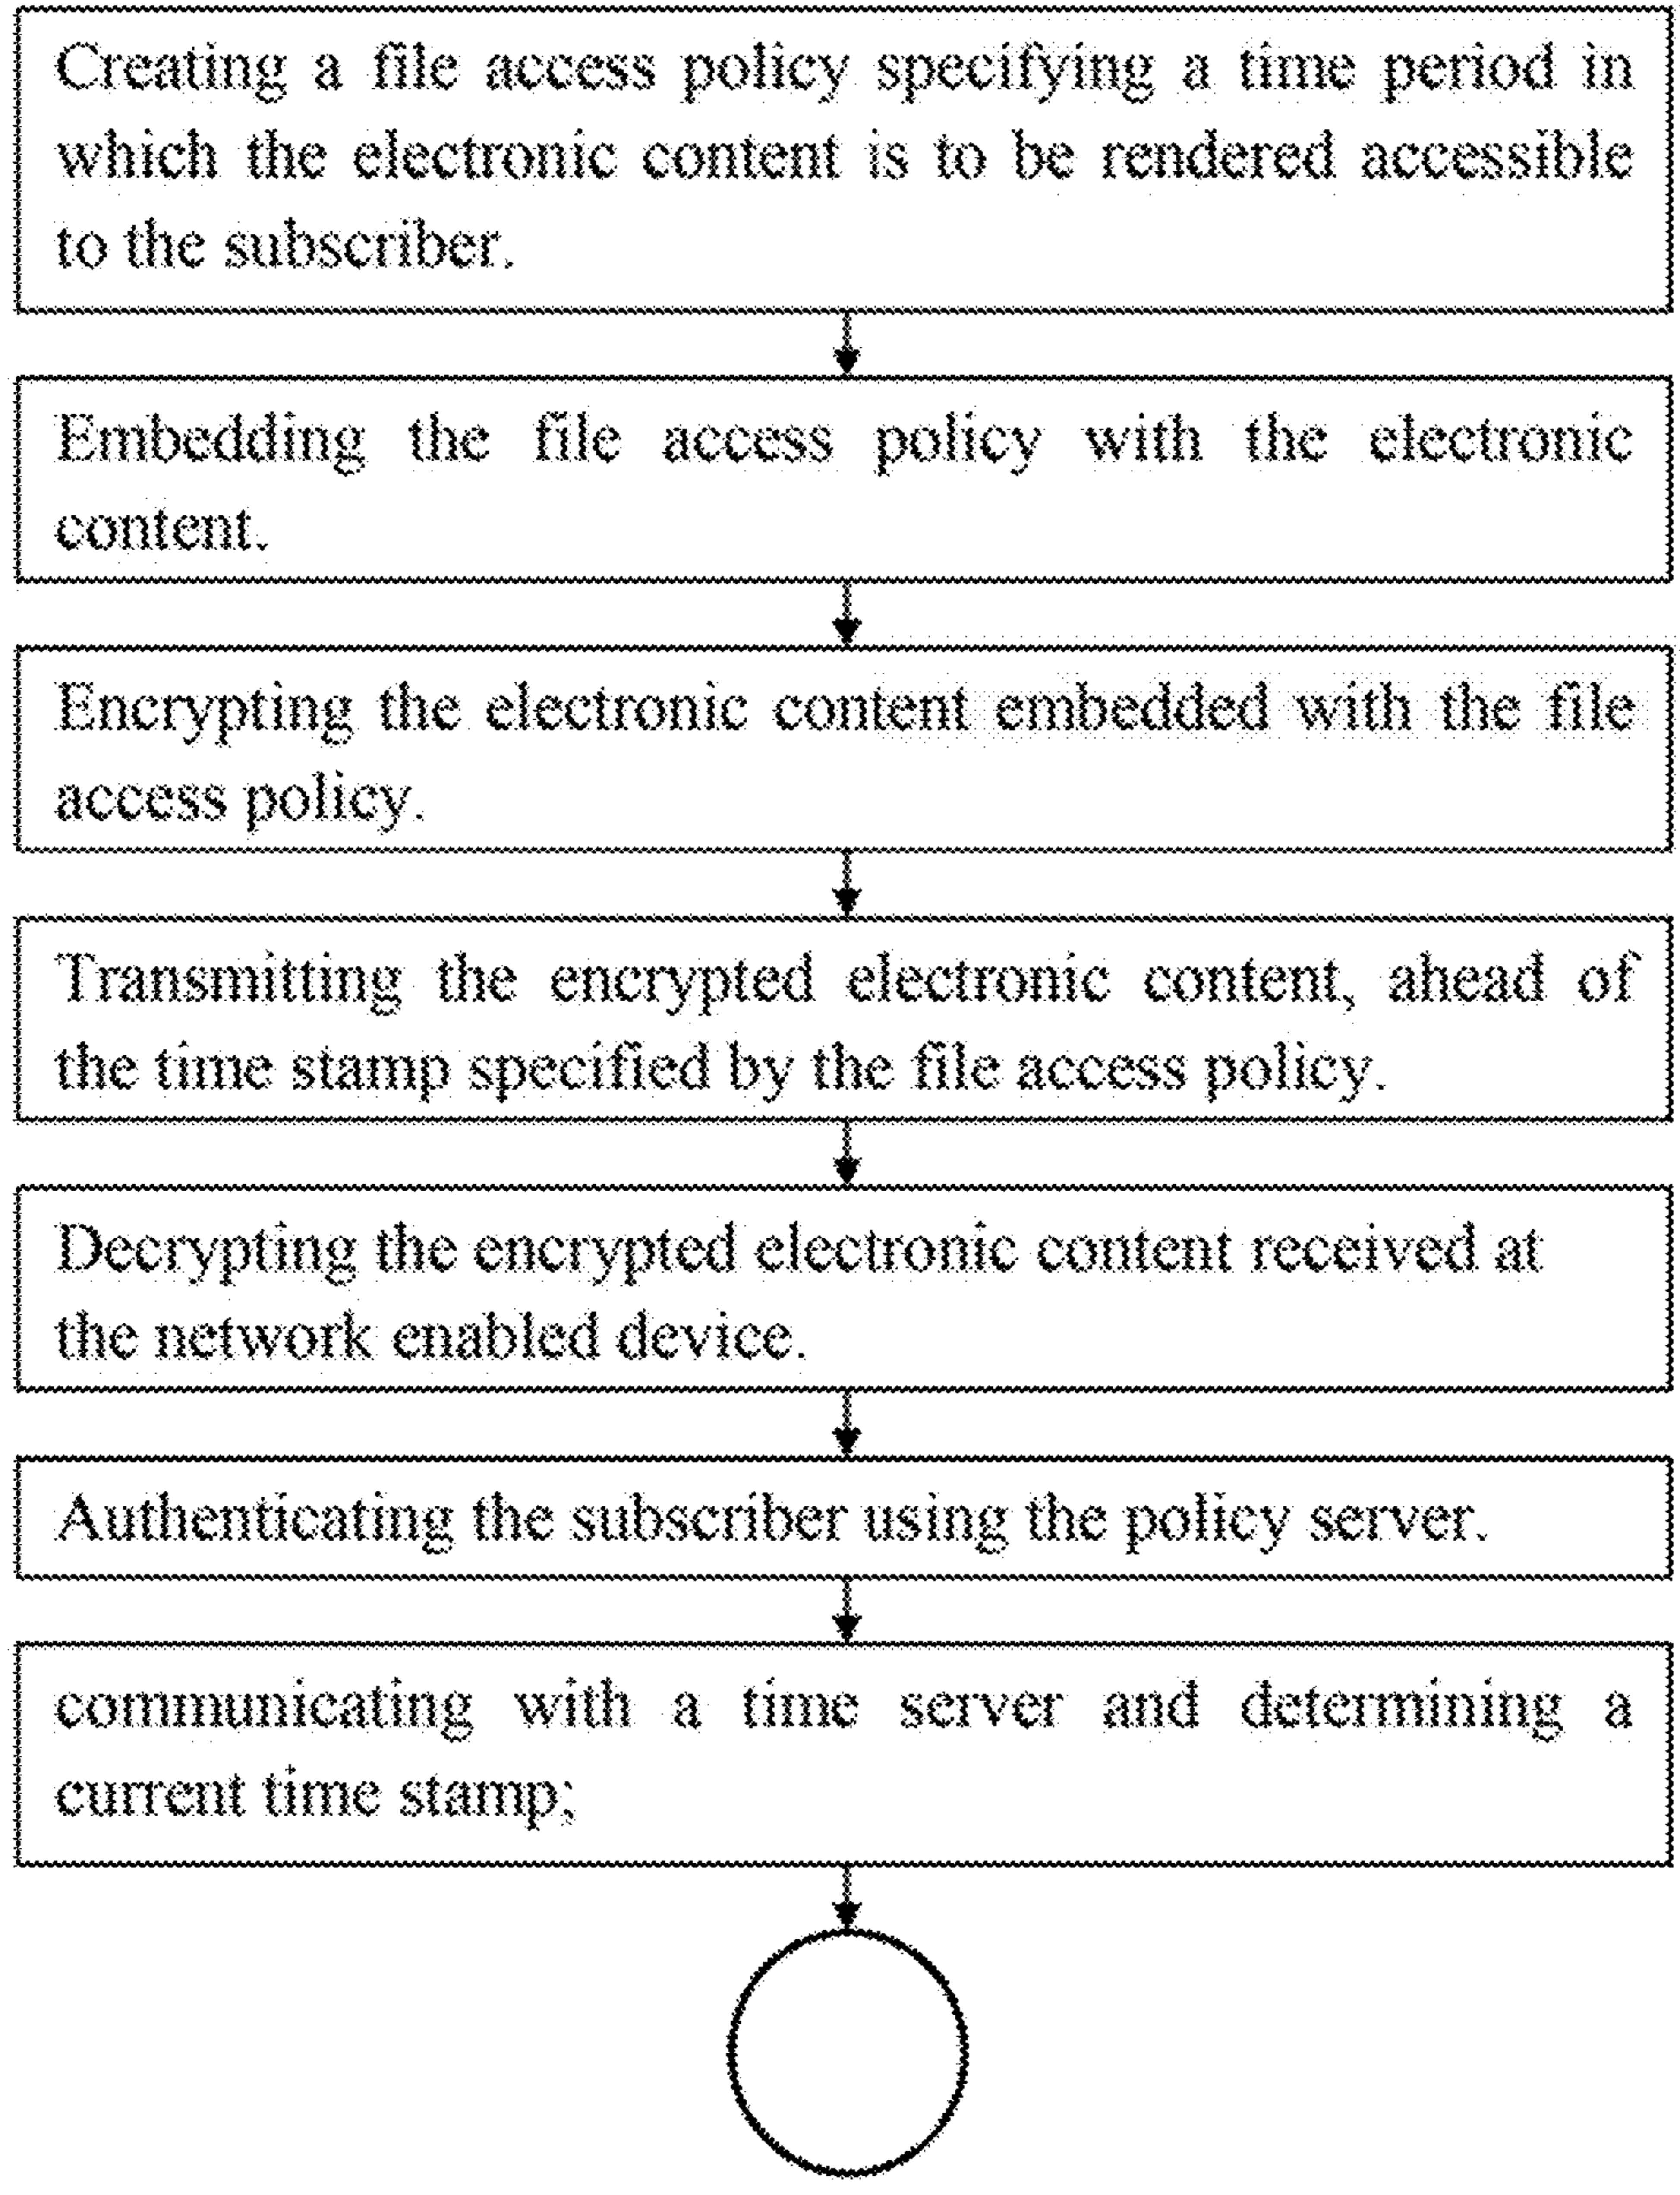 Creating a file access policy specifying a time period in
which the electronic content is to be rendered accessible
to the subscriber.
Embedding the file access policy with the electronic
content.
Encrypting the electronic content embedded with the file
access policy.
Transmitting the encrypted electronic content, ahead of
the time stamp specified by the file access policy.
Decrypting the encrypted electronic content received at
the network enabled device.
Authenticating the subscriber using the policy server.
communicating with a time server and determining a
current time stamp;